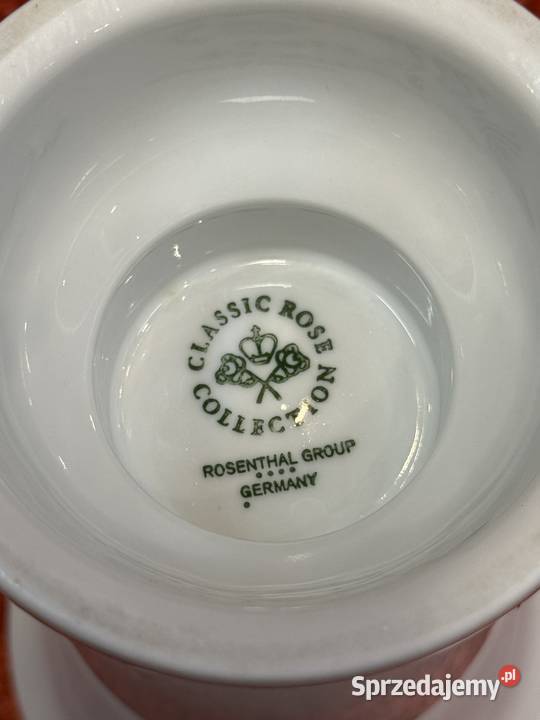 CLASSIC ROSE
COLLECTION
ROSENTHAL GROUP
GERMANY
Sprzedajemy.pl